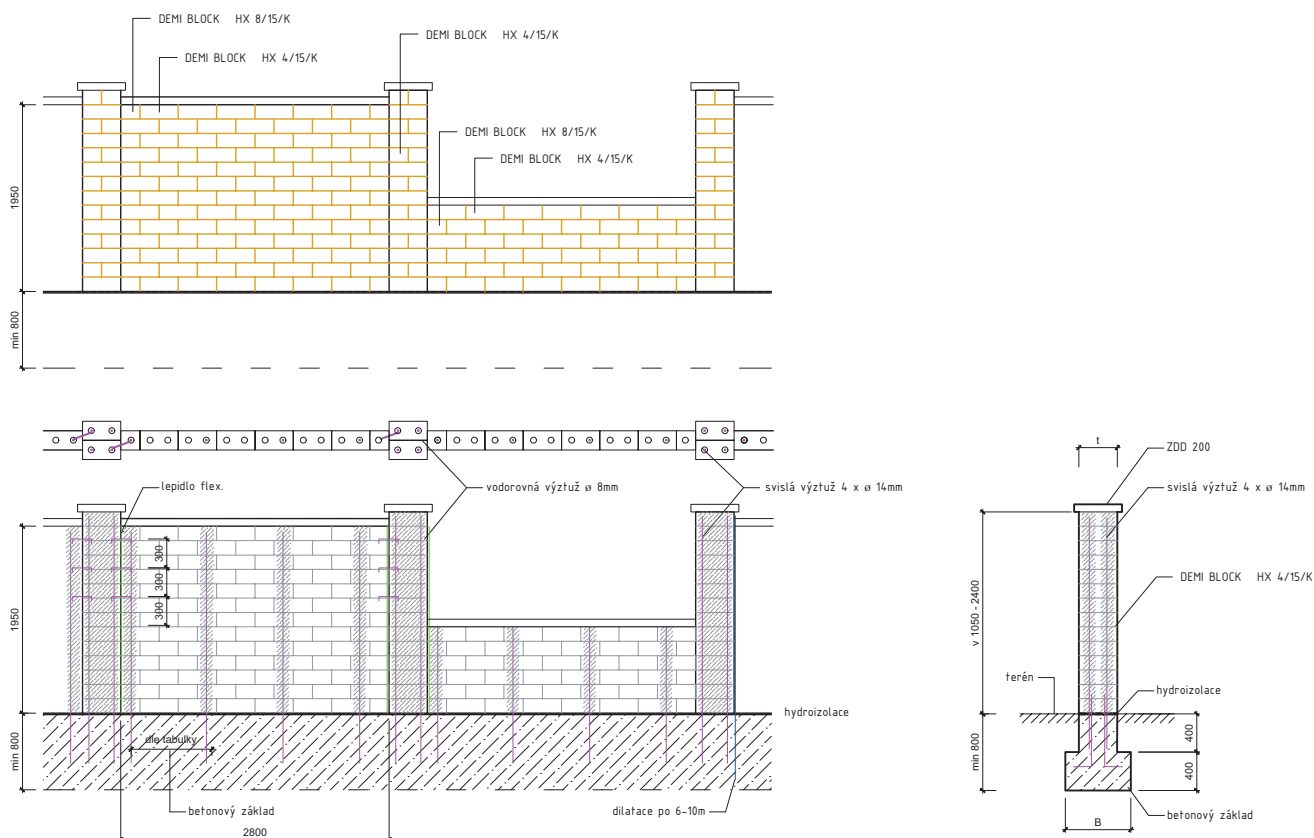 DEMI BLOCK HX 8/15/K
DEMI BLOCK HX 4/15/K
DEMI BLOCK HX 4/15/K
DEMI BLOCK HX 8/15/K
DEMI BLOCK HX 4/15/K
1950
min 800
lepidlo flex.
vodorovná výztuž ø 8mm
svislá výztuž 4 x ø 14mm
300
300
300
1950
min 800
hydroizolace
dle tabulky
betonový základ
dilatace po 6-10m
2800
t
ZDD 200
svislá výztuž 4 x ø 14mm
DEMI BLOCK HX 4/15/K
v 1050 - 2400
terén
hydroizolace
min 800
400
400
betonový základ
B